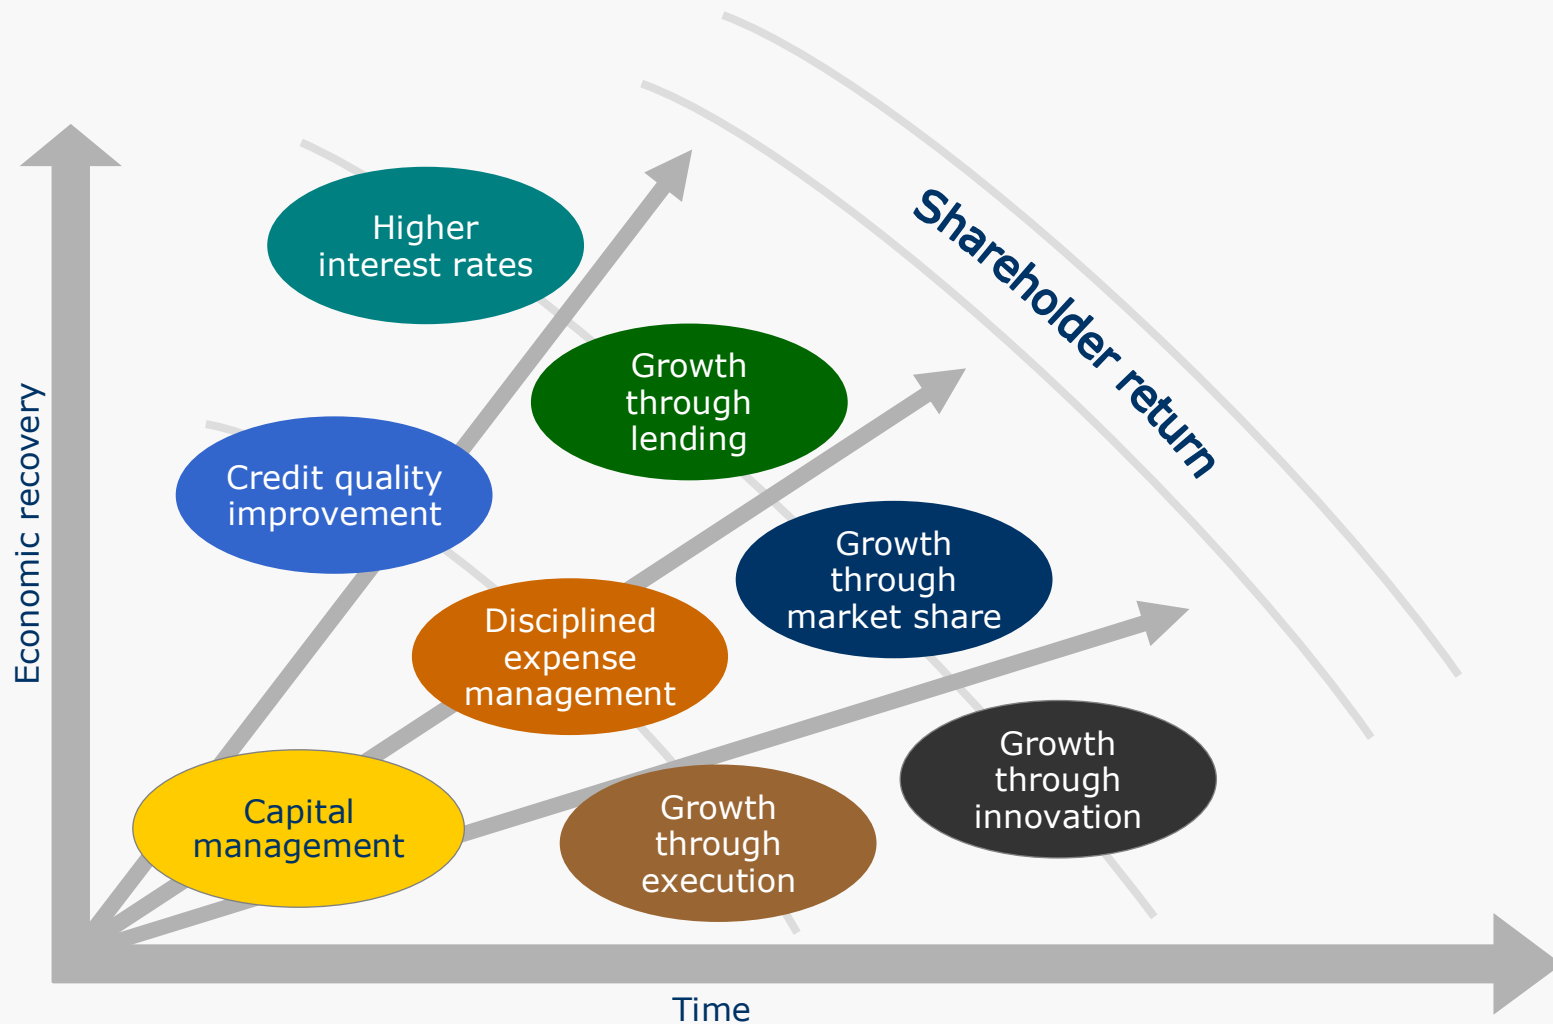 Shareholder return
Higher
interest rates
Growth
through
lending
Credit quality
improvement
Growth
through
market share
Disciplined
expense
management
Growth
through
innovation
Capital
management
Growth
through
execution
Economic recovery
Time